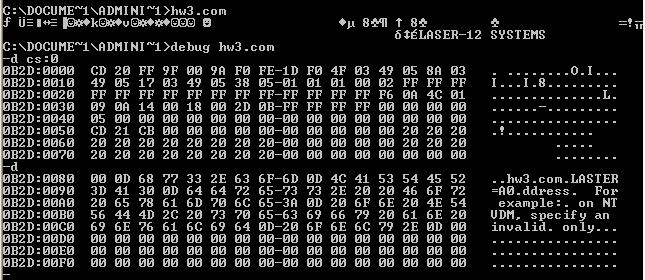 C:\DOCUME~1\ADMINI~1>hw3.com
LASER-12 SYSTEMS
C:\DOCUME~1\ADMINI~1>debug hw3.com
-d cs:0
0B2D:0000 CD 20 FF 9F 00 9A F0 FE-1D F0 4F 03 49 05 8A 03 . ........O.I...
0B2D:0010 49 05 17 03 49 05 38 05-01 01 01 00 02 FF FF FF I...I.8.........
0B2D:0020 FF FF FF FF FF FF FF FF-FF FF FF FF F6 0A 4C 01 ..............L.
0B2D:0030 09 0A 14 00 18 00 2D 0B-FF FF FF FF 00 00 00 00 ......-.........
0B2D:0040 05 00 00 00 00 00 00 00-00 00 00 00 00 00 00 00 ................
0B2D:0050 CD 21 CB 00 00 00 00 00-00 00 00 00 00 20 20 20 .!...........
0B2D:0060 20 20 20 20 20 20 20 20-00 00 00 00 00 20 20 20 .....
0B2D:0070 20 20 20 20 20 20 20 20-00 00 00 00 00 00 00 00 ........
-d
0B2D:0080 00 0D 68 77 33 2E 63 6F-6D 0D 4C 41 53 54 45 52 ..hw3.com.LASTER
0B2D:0090 3D 41 30 0D 64 64 72 65-73 73 2E 20 20 46 6F 72 =A0.ddress. For
0B2D:00A0 20 65 78 61 6D 70 6C 65-3A 0D 20 6F 6E 20 4E 54 example:. on NT
0B2D:00B0 56 44 4D 2C 20 73 70 65-63 69 66 79 20 61 6E 20 VDM, specify an
0B2D:00C0 69 6E 76 61 6C 69 64 0D-20 6F 6E 6C 79 2E 0D 00 invalid. only...
0B2D:00D0 00 00 00 00 00 00 00 00-00 00 00 00 00 00 00 00 ................
0B2D:00E0 00 00 00 00 00 00 00 00-00 00 00 00 00 00 00 00 ................
0B2D:00F0 00 00 00 00 00 00 00 00-00 00 00 00 00 00 00 00 ................
-